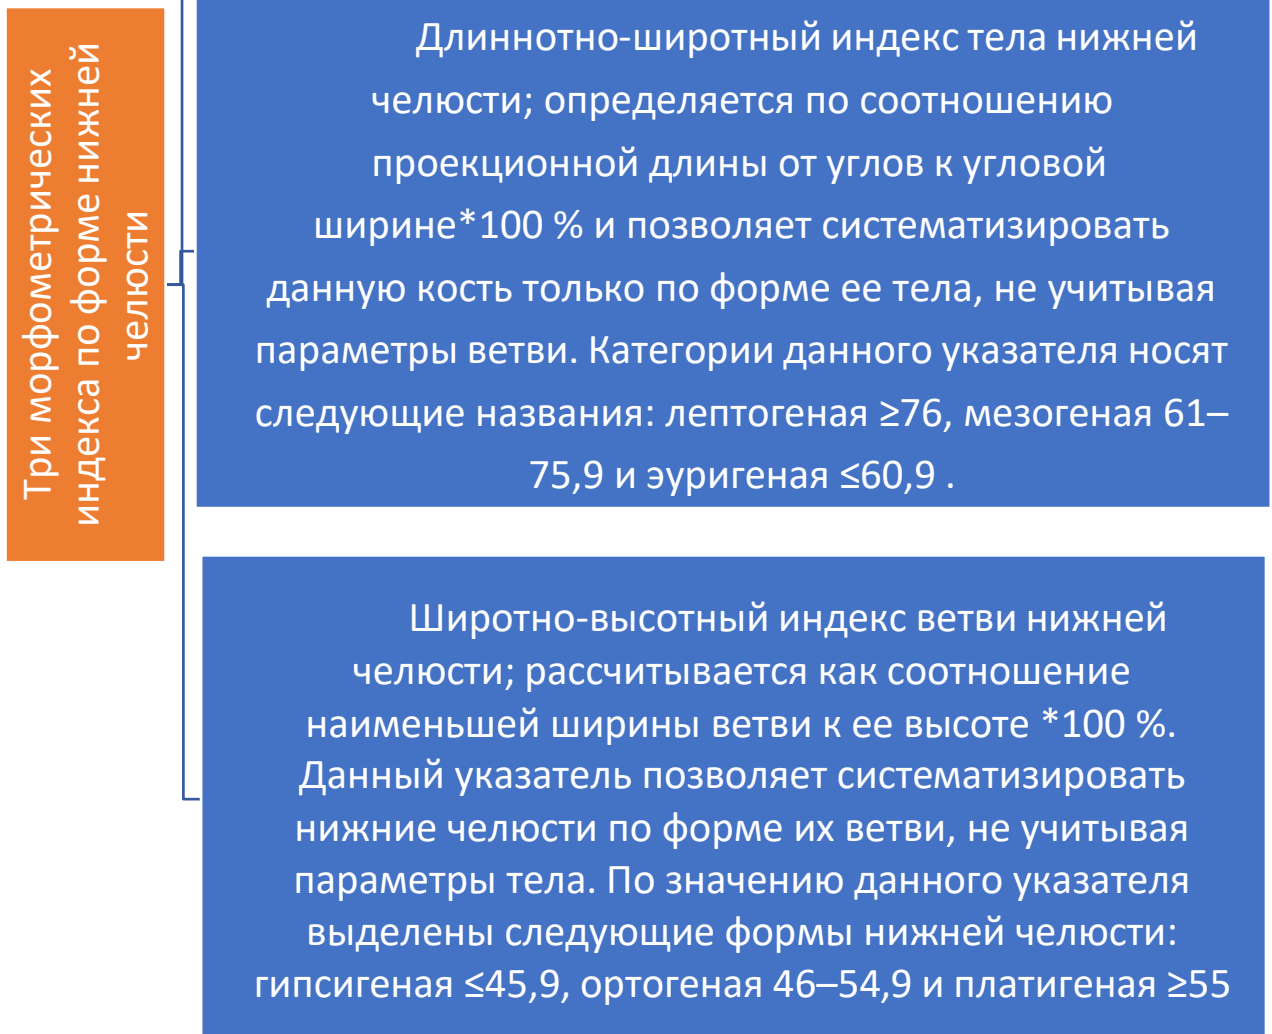 Три морфометрических
индекса по форме нижней
челюсти
Длиннотно-широтный индекс тела нижней
челюсти; определяется по соотношению
проекционной длины от углов к угловой
ширине*100 % и позволяет систематизировать
данную кость только по форме ее тела, не учитывая
параметры ветви. Категории данного указателя носят
следующие названия: лептогеная ≥76, мезогеная 61–
75,9 и эуригеная ≤60,9 .
Широтно-высотный индекс ветви нижней
челюсти; рассчитывается как соотношение
наименьшей ширины ветви к ее высоте *100 %.
Данный указатель позволяет систематизировать
нижние челюсти по форме их ветви, не учитывая
параметры тела. По значению данного указателя
выделены следующие формы нижней челюсти:
гипсигеная ≤45,9, ортогеная 46–54,9 и платигеная ≥55